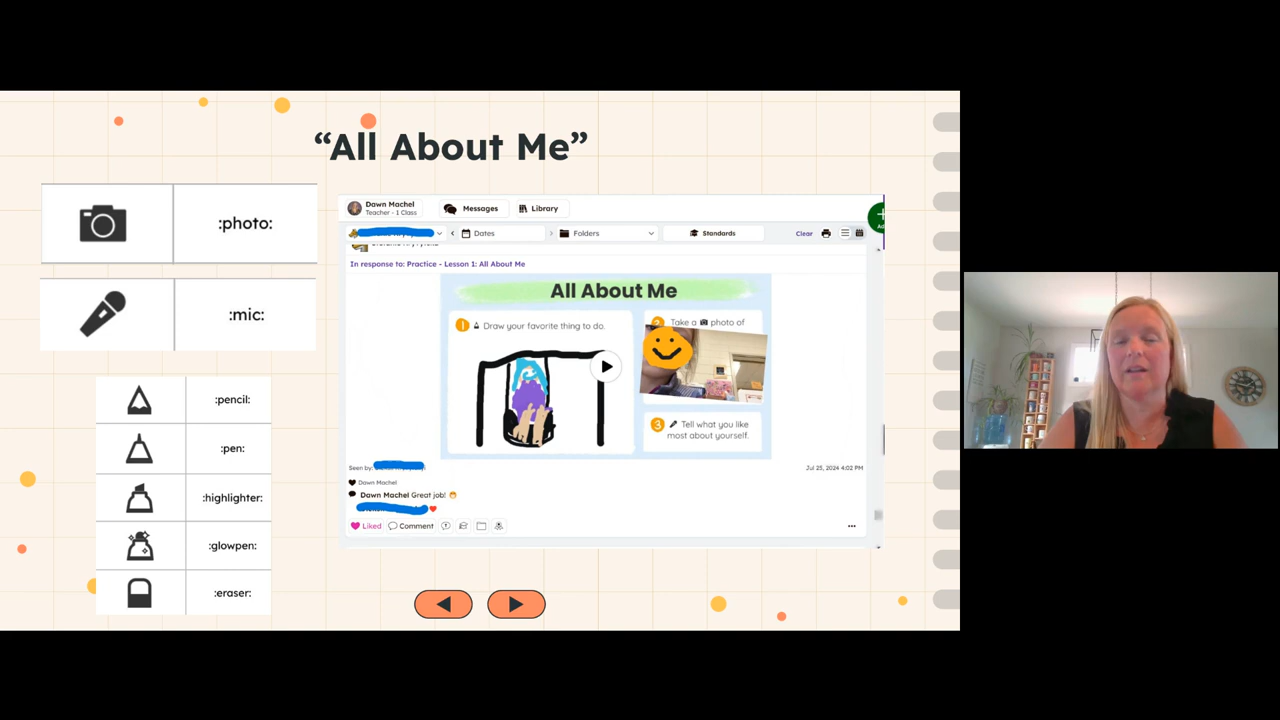 “All About Me”
:photo:
:mic:
:pencil:
:pen:
:highlighter:
:glowpen:
:eraser:
Dawn Machel
Teacher - 1 Class
Messages
Library
Dates
Folders
Standards
Clear
In response to: Practice - Lesson 1: All About Me
All About Me
1 Draw your favorite thing to do.
2 Take a photo of
3 Tell what you like
most about yourself.
Seen by:
Jul 25, 2024 4:02 PM
Dawn Machel
Dawn Machel Great job!
Liked
Comment